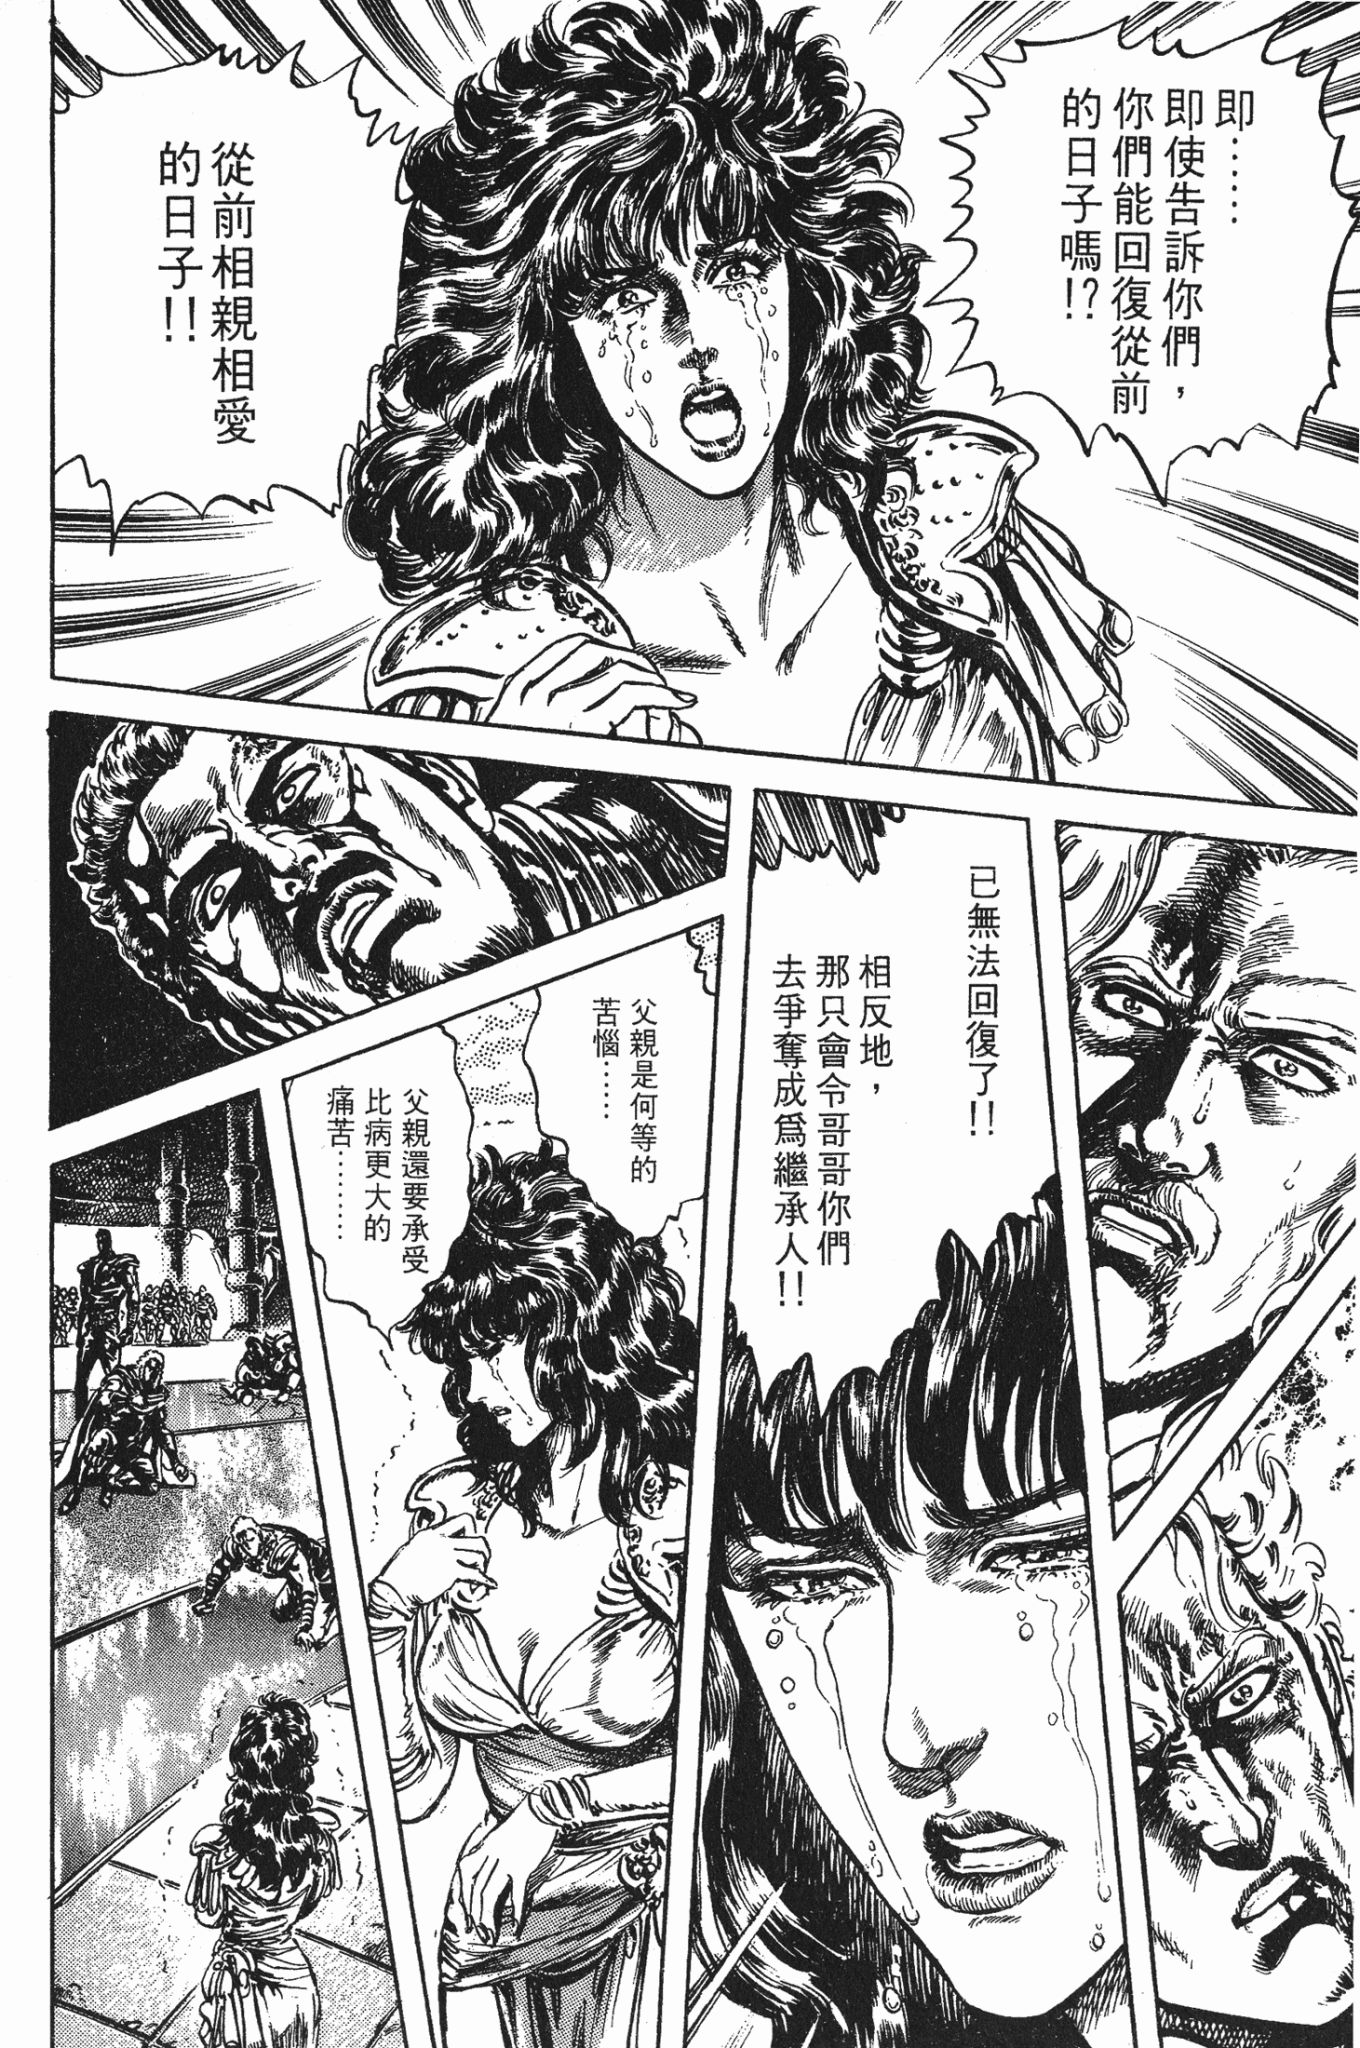 即……
即使告訴你們，
你們能回復從前
的日子嗎!?
從前相親相愛
的日子!!
已無法回復了!!
相反地，
那只會令哥哥你們
去爭奪成爲繼承人!!
父親是何等的
苦惱……
父親還要承受
比病更大的
痛苦………